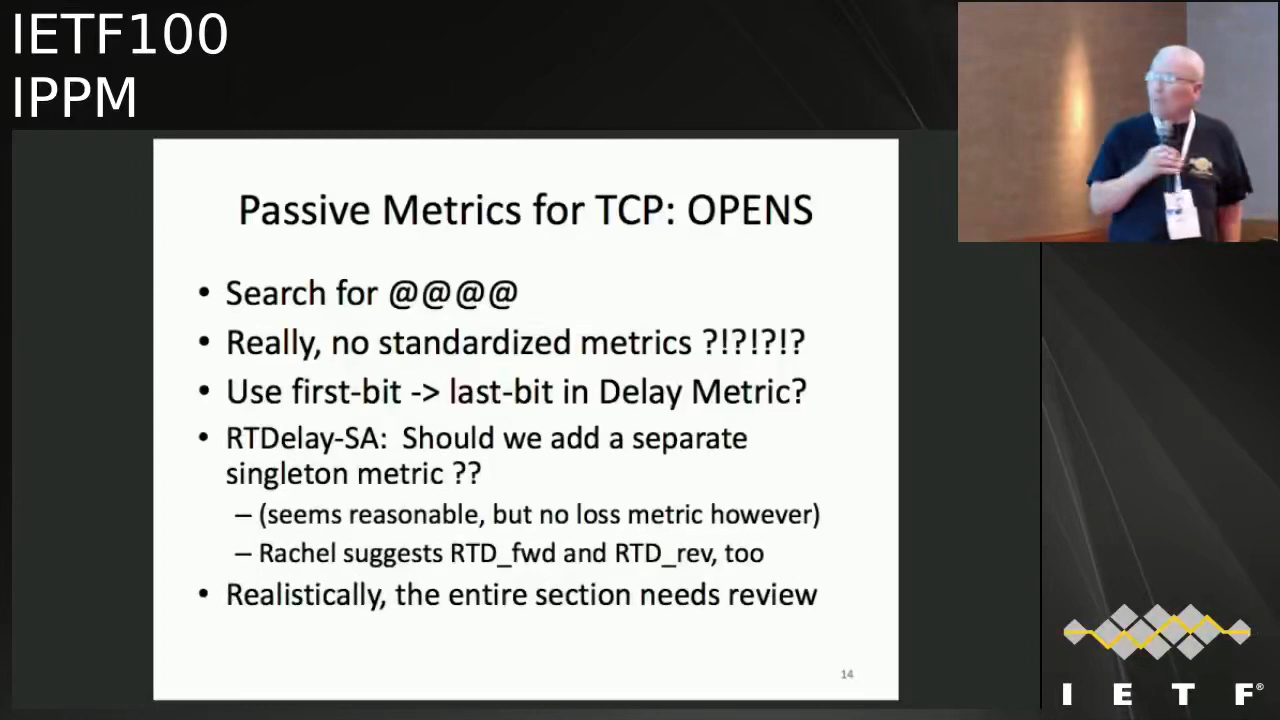 IETF100
IPPM
Passive Metrics for TCP: OPENS
• Search for @@@@
• Really, no standardized metrics ?!?!?!?
• Use first-bit -> last-bit in Delay Metric?
• RTDelay-SA: Should we add a separate
singleton metric ??
– (seems reasonable, but no loss metric however)
– Rachel suggests RTD_fwd and RTD_rev, too
• Realistically, the entire section needs review
14
I E T F®